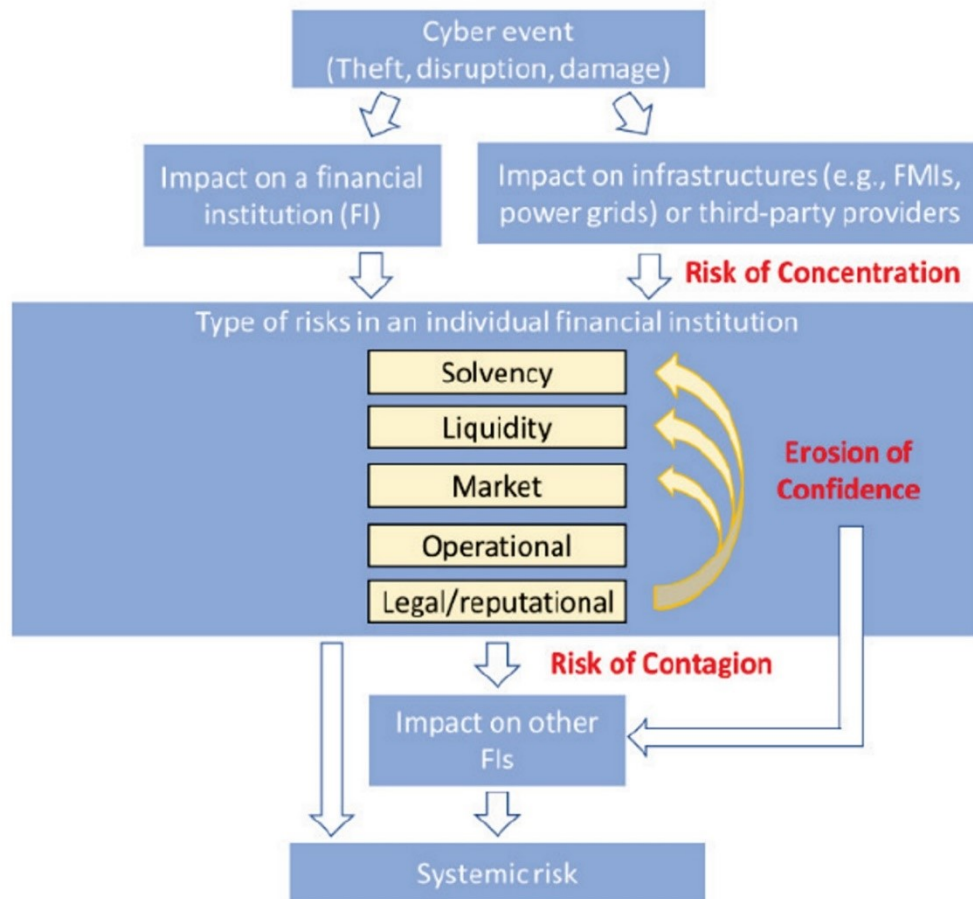 Cyber event
(Theft, disruption, damage)
Impact on a financial
institution (FI)
Impact on infrastructures (e.g., FMIs,
power grids) or third-party providers
Risk of Concentration
Type of risks in an individual financial institution
Solvency
Liquidity
Market
Operational
Legal/reputational
Erosion of
Confidence
Risk of Contagion
Impact on other
FIs
Systemic risk